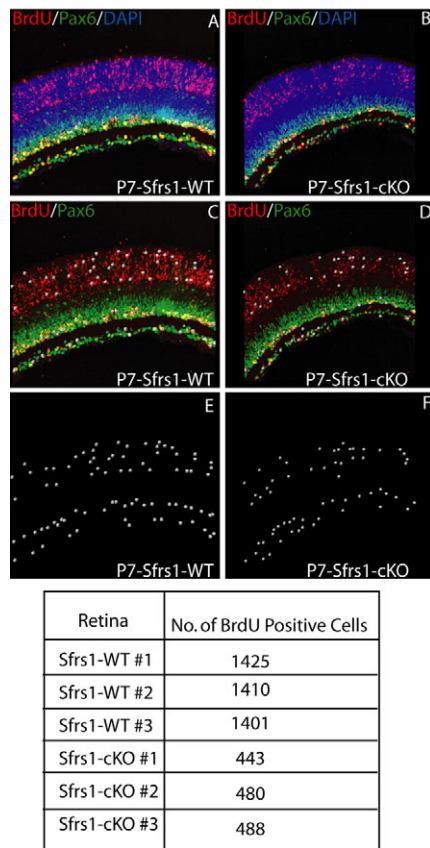 BrdU/Pax6/DAPI A
P7-Sfrs1-WT
BrdU/Pax6/DAPI B
P7-Sfrs1-cKO
BrdU/Pax6 C
P7-Sfrs1-WT
BrdU/Pax6 D
P7-Sfrs1-cKO
E
P7-Sfrs1-WT
F
P7-Sfrs1-cKO
Retina No. of BrdU Positive Cells
Sfrs1-WT #1 1425
Sfrs1-WT #2 1410
Sfrs1-WT #3 1401
Sfrs1-cKO #1 443
Sfrs1-cKO #2 480
Sfrs1-cKO #3 488